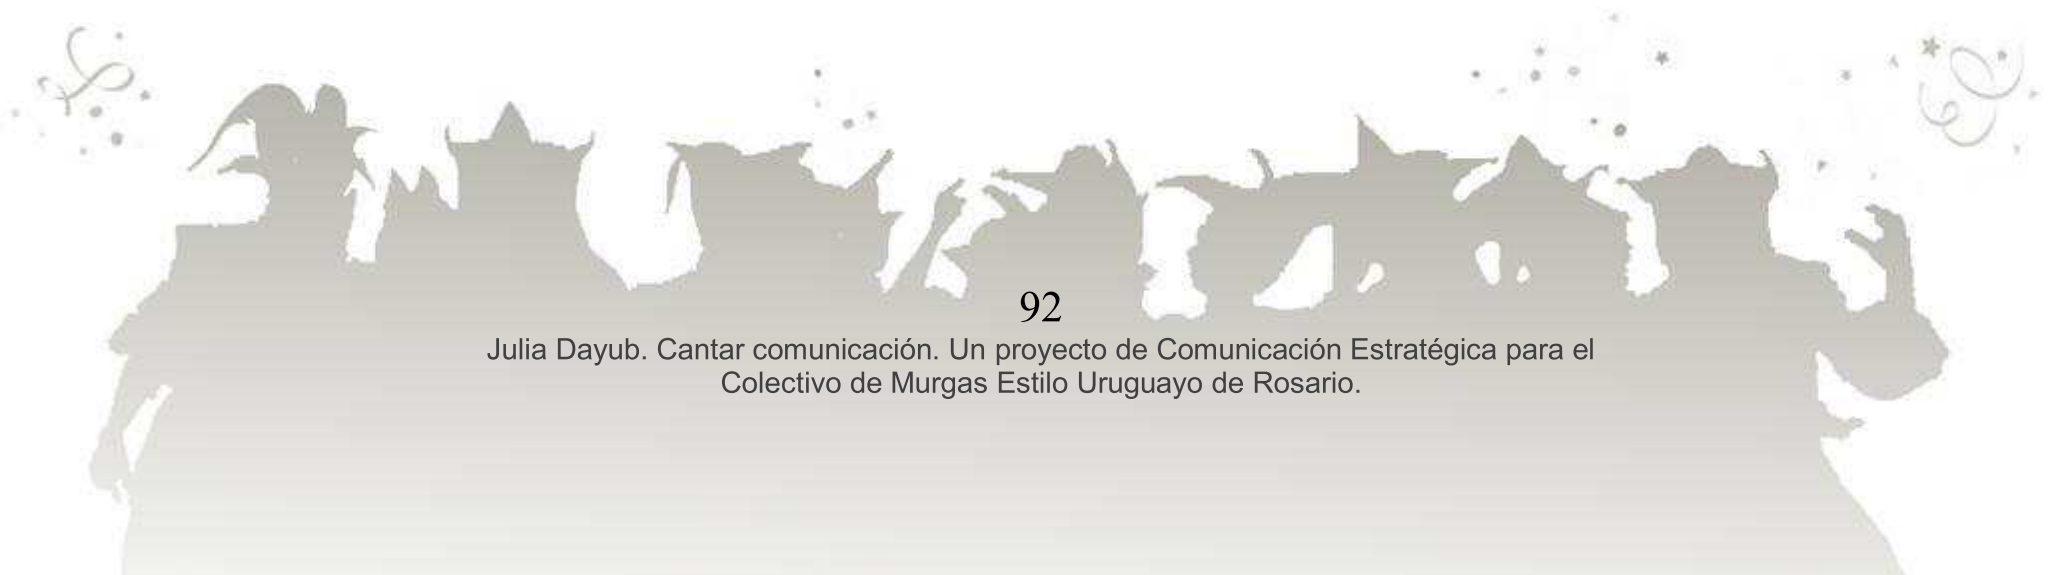 92
Julia Dayub. Cantar comunicación. Un proyecto de Comunicación Estratégica para el
Colectivo de Murgas Estilo Uruguayo de Rosario.